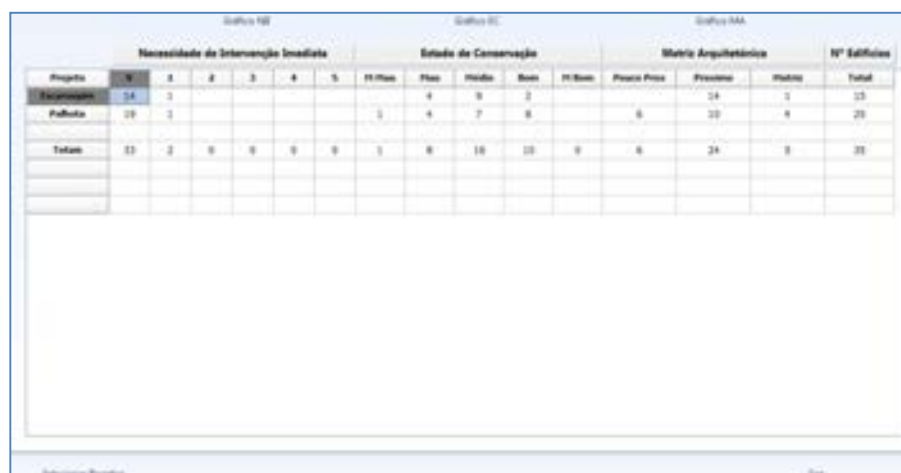 Gráfico NII Gráfico EC Gráfico MA
Necessidade de Intervenção Imediata Estado de Conservação Matriz Arquitetónica Nº Edifícios
Projeto 0 1 2 3 4 5 M Mau Mau Médio Bom M Bom Pouco Prox Proximo Matriz Total
14 1 4 9 2 14 1 15
Palhota 19 1 1 4 7 8 6 10 4 20
33 2 0 0 0 0 1 8 16 10 0 6 24 5 35